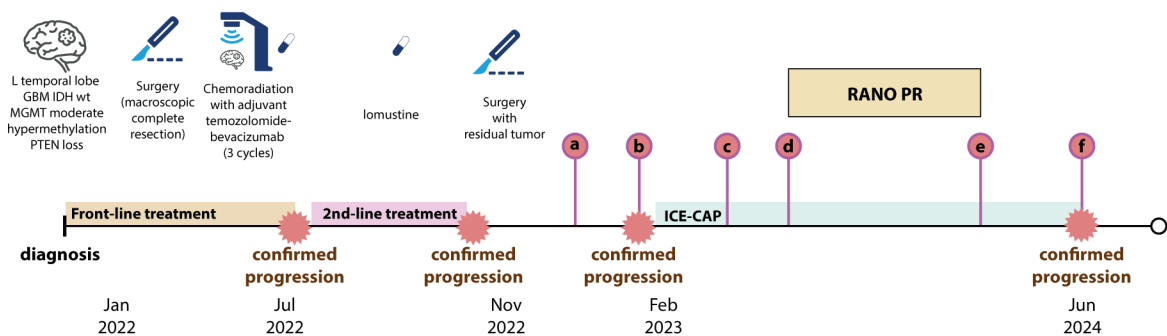 L temporal lobe
GBM IDH wt
MGMT moderate
hypermethylation
PTEN loss
Surgery
(macroscopic
complete
resection)
Chemoradiation
with adjuvant
temozolomide-
bevacizumab
(3 cycles)
lomustine
Surgery
with
residual tumor
RANO PR
a
b
c
d
e
f
Front-line treatment
2nd-line treatment
ICE-CAP
diagnosis
confirmed
progression
confirmed
progression
confirmed
progression
confirmed
progression
Jan
2022
Jul
2022
Nov
2022
Feb
2023
Jun
2024